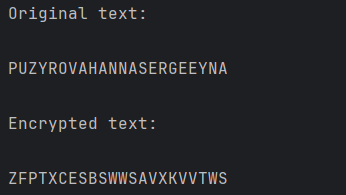 Original text:
PUZYROVAHANNASERGEEYNA
Encrypted text:
ZFPTXCESBSWWSAVXKVVTWS